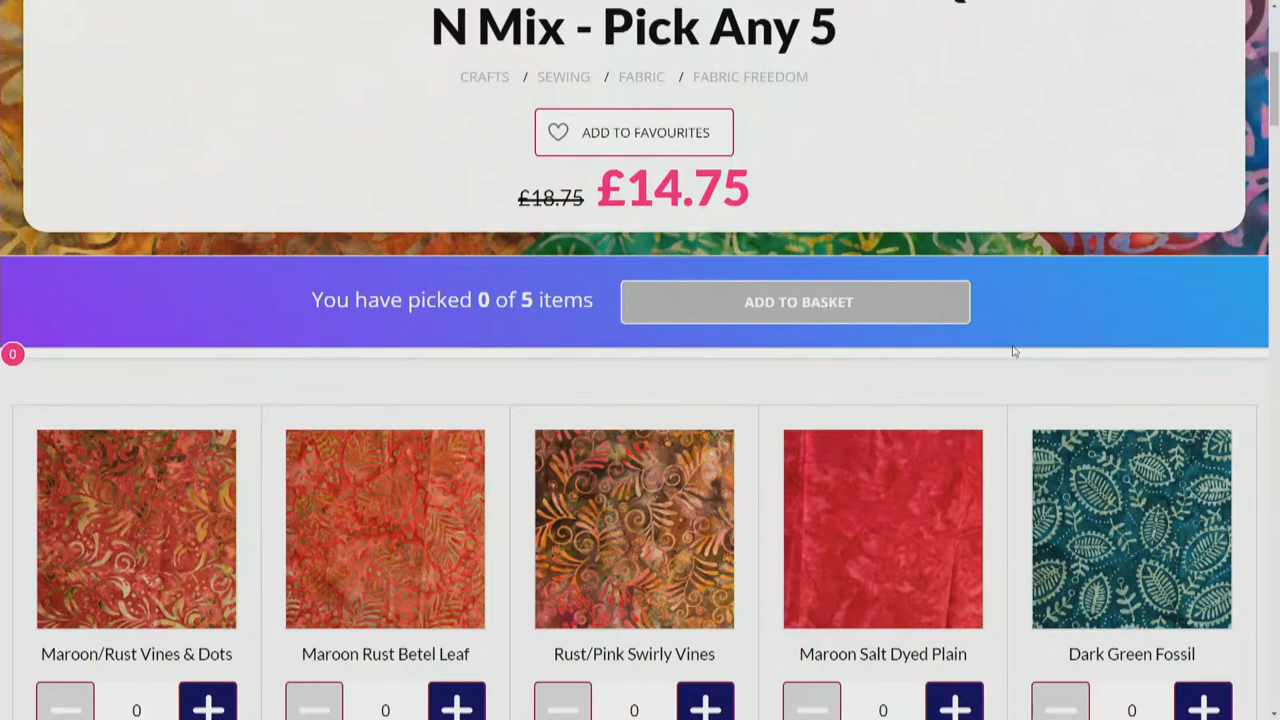 N Mix - Pick Any 5
CRAFTS / SEWING / FABRIC / FABRIC FREEDOM
ADD TO FAVOURITES
£18.75 £14.75
You have picked 0 of 5 items
ADD TO BASKET
0
Maroon/Rust Vines & Dots
Maroon Rust Betel Leaf
Rust/Pink Swirly Vines
Maroon Salt Dyed Plain
Dark Green Fossil
0
0
0
0
0